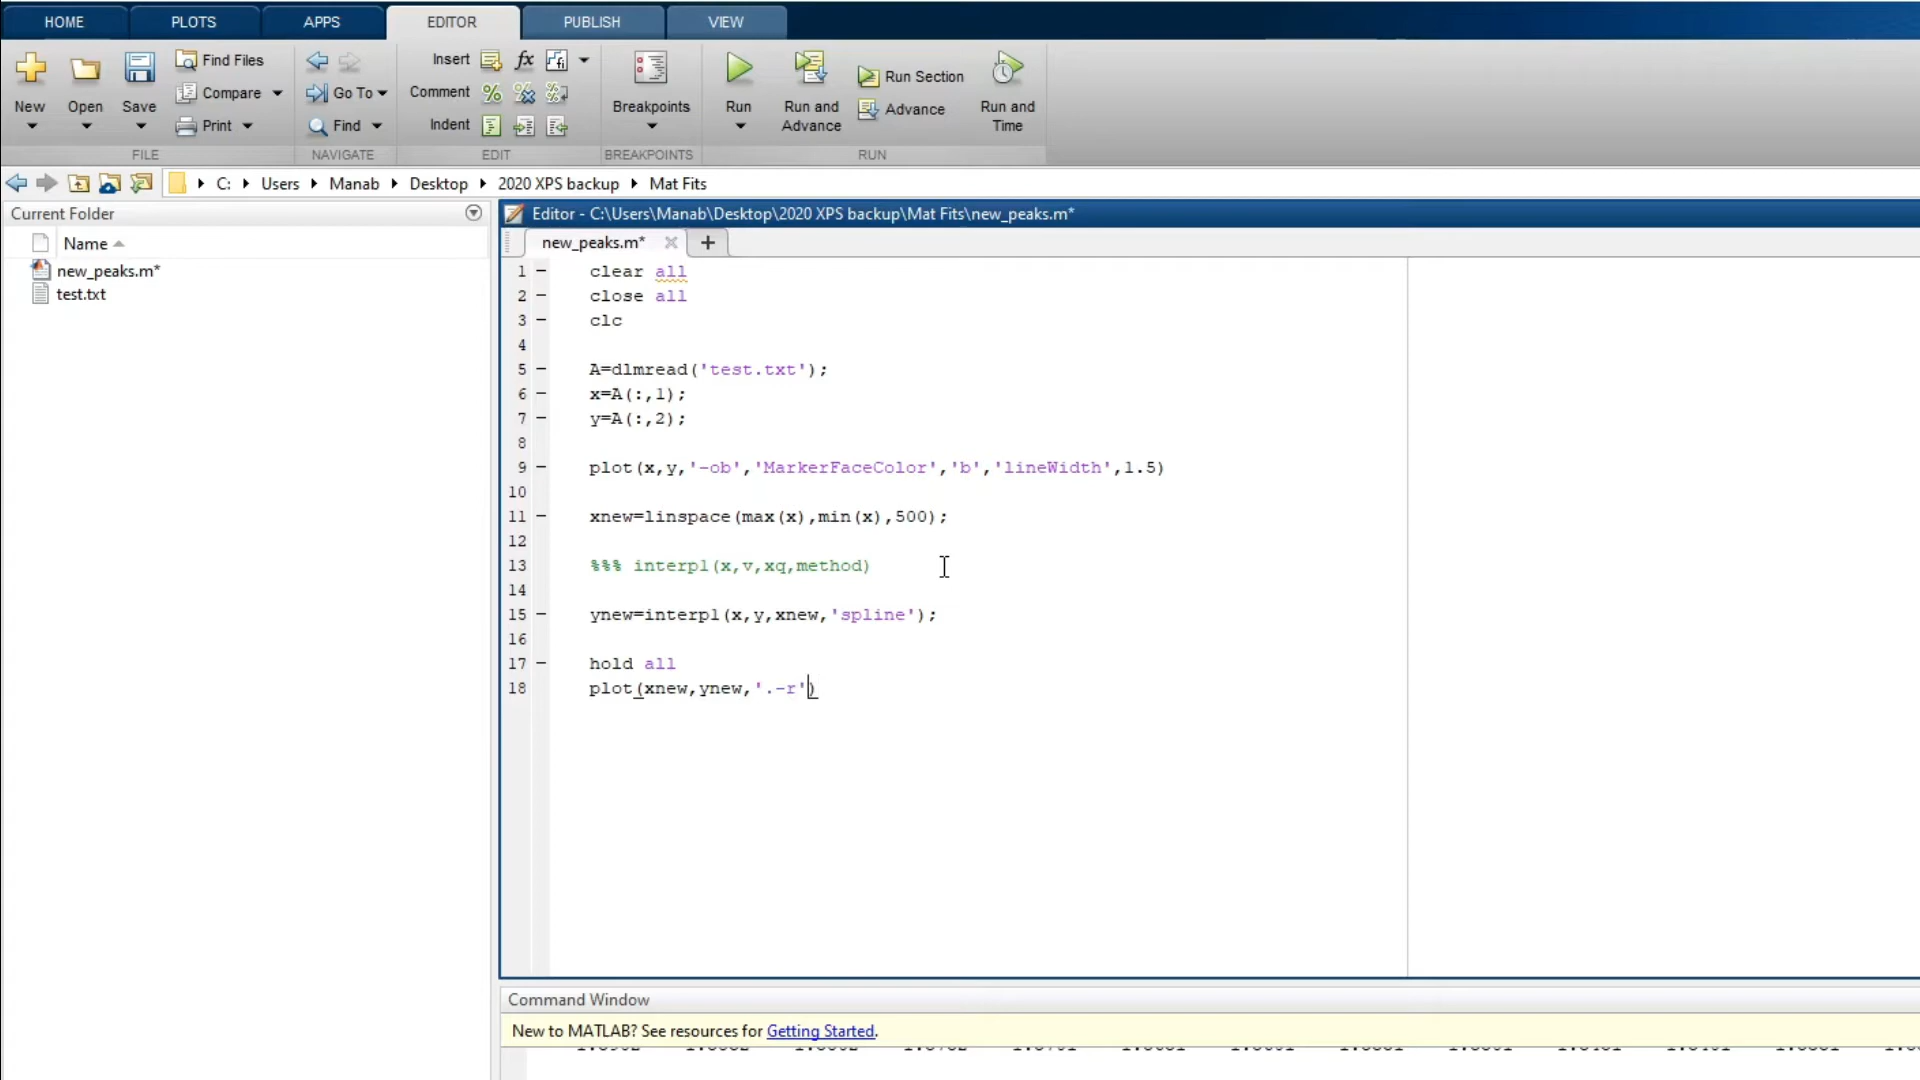 HOME PLOTS APPS EDITOR PUBLISH VIEW
New
Open
Save
Find Files
Compare
Print
FILE
Go To
Find
NAVIGATE
Insert fx
Comment
Indent
EDIT
Breakpoints
BREAKPOINTS
Run
Run and
Advance
Run Section
Advance
Run and
Time
RUN
C: Users Manab Desktop 2020 XPS backup Mat Fits
Current Folder
Name
new_peaks.m*
test.txt
Editor - C:\Users\Manab\Desktop\2020 XPS backup\Mat Fits\new_peaks.m*
new_peaks.m*
1 – clear all
2 – close all
3 – clc
4
5 – A=dlmread('test.txt');
6 – x=A(:,1);
7 – y=A(:,2);
8
9 – plot(x,y,'-ob','MarkerFaceColor','b','lineWidth',1.5)
10
11 – xnew=linspace(max(x),min(x),500);
12
13 %%% interp1(x,v,xq,method)
14
15 – ynew=interp1(x,y,xnew,'spline');
16
17 – hold all
18 plot(xnew,ynew,'.-r')
Command Window
New to MATLAB? See resources for Getting Started.